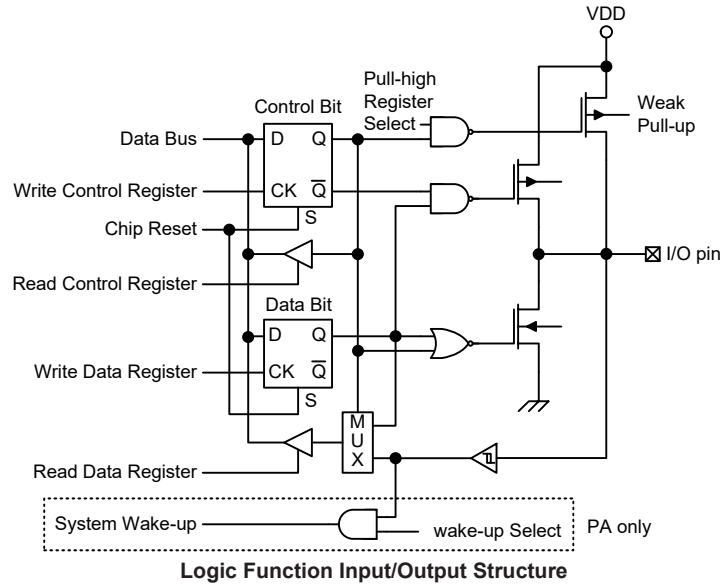 VDD
Pull-high
Register
Select
Weak
Pull-up
Control Bit
Data Bus
D
Q
Write Control Register
CK
Q
S
Chip Reset
I/O pin
Read Control Register
Data Bit
D
Q
Write Data Register
CK
Q
S
M
U
X
Read Data Register
System Wake-up
wake-up Select
PA only
Logic Function Input/Output Structure